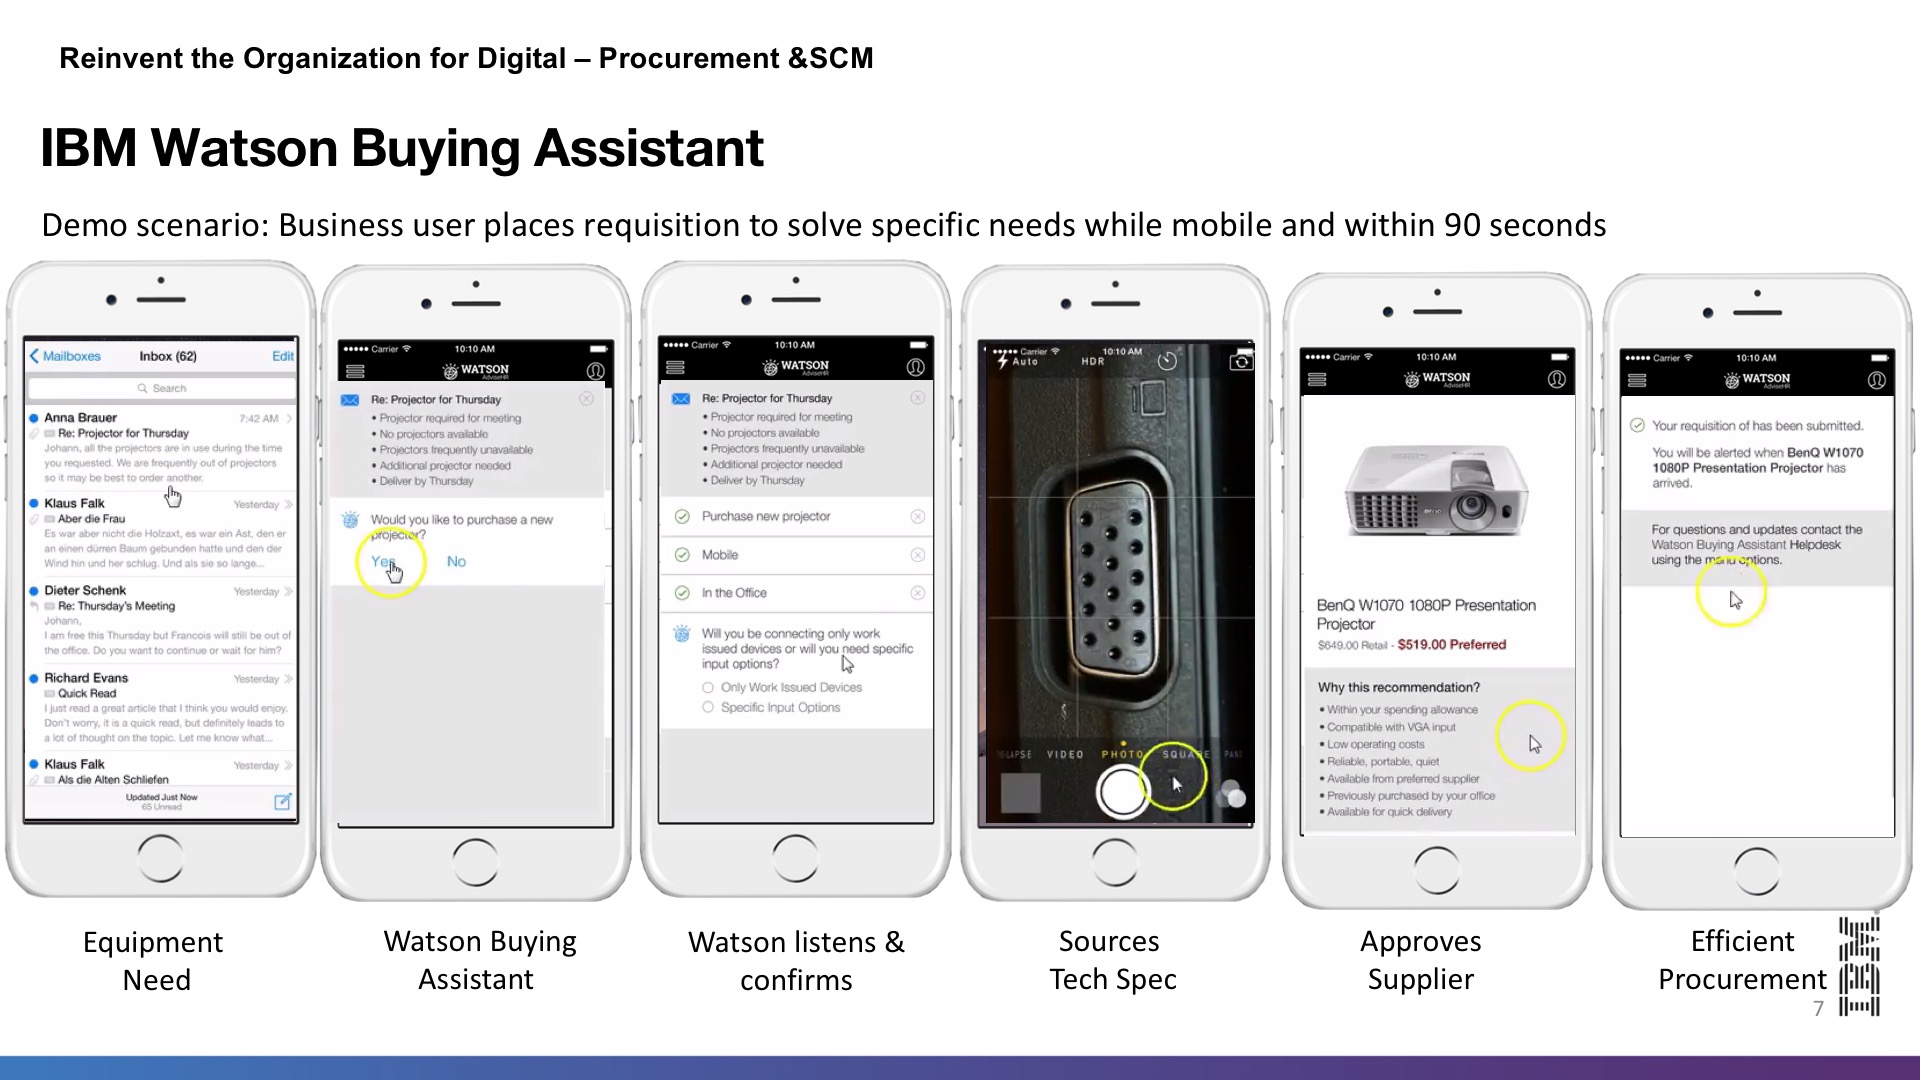 Reinvent the Organization for Digital – Procurement &SCM
IBM Watson Buying Assistant
Demo scenario: Business user places requisition to solve specific needs while mobile and within 90 seconds
Mailboxes
Inbox (62)
Edit
Search
Anna Brauer
7:42 AM
Re: Projector for Thursday
Johann, all the projectors are in use during the time
you requested. We are frequently out of projectors
so it may be best to order another.
Klaus Falk
Yesterday
Aber die Frau
Es war aber nicht die Holzaxt, es war ein Ast, den er
an einen dürren Baum gebunden hatte und den der
Wind hin und her schlug. Und als sie so lange...
Dieter Schenk
Yesterday
Re: Thursday's Meeting
Johann,
I am free this Thursday but Francois will still be out of
the office. Do you want to continue or wait for him?
Richard Evans
Yesterday
Quick Read
I just read a great article that I think you would enjoy.
Don't worry, it is a quick read, but definitely leads to
a lot of thought on the topic. Let me know what...
Klaus Falk
Yesterday
Als die Alten Schliefen
Updated Just Now
65 Unread
Equipment
Need
Carrier
10:10 AM
WATSON
AdviseHR
Re: Projector for Thursday
• Projector required for meeting
• No projectors available
• Projectors frequently unavailable
• Additional projector needed
• Deliver by Thursday
Would you like to purchase a new
projector?
Yes
No
Watson Buying
Assistant
Carrier
10:10 AM
WATSON
AdviseHR
Re: Projector for Thursday
• Projector required for meeting
• No projectors available
• Projectors frequently unavailable
• Additional projector needed
• Deliver by Thursday
Purchase new projector
Mobile
In the Office
Will you be connecting only work
issued devices or will you need specific
input options?
Only Work Issued Devices
Specific Input Options
Watson listens &
confirms
Carrier
10:10 AM
Auto
HDR
VIDEO
PHOTO
SQUARE
Sources
Tech Spec
Carrier
10:10 AM
WATSON
AdviseHR
BenQ W1070 1080P Presentation
Projector
$649.00 Retail - $519.00 Preferred
Why this recommendation?
• Within your spending allowance
• Compatible with VGA input
• Low operating costs
• Reliable, portable, quiet
• Available from preferred supplier
• Previously purchased by your office
• Available for quick delivery
Approves
Supplier
Carrier
10:10 AM
WATSON
AdviseHR
Your requisition of has been submitted.
You will be alerted when BenQ W1070
1080P Presentation Projector has
arrived.
For questions and updates contact the
Watson Buying Assistant Helpdesk
using the menu options.
Efficient
Procurement
7
IBM